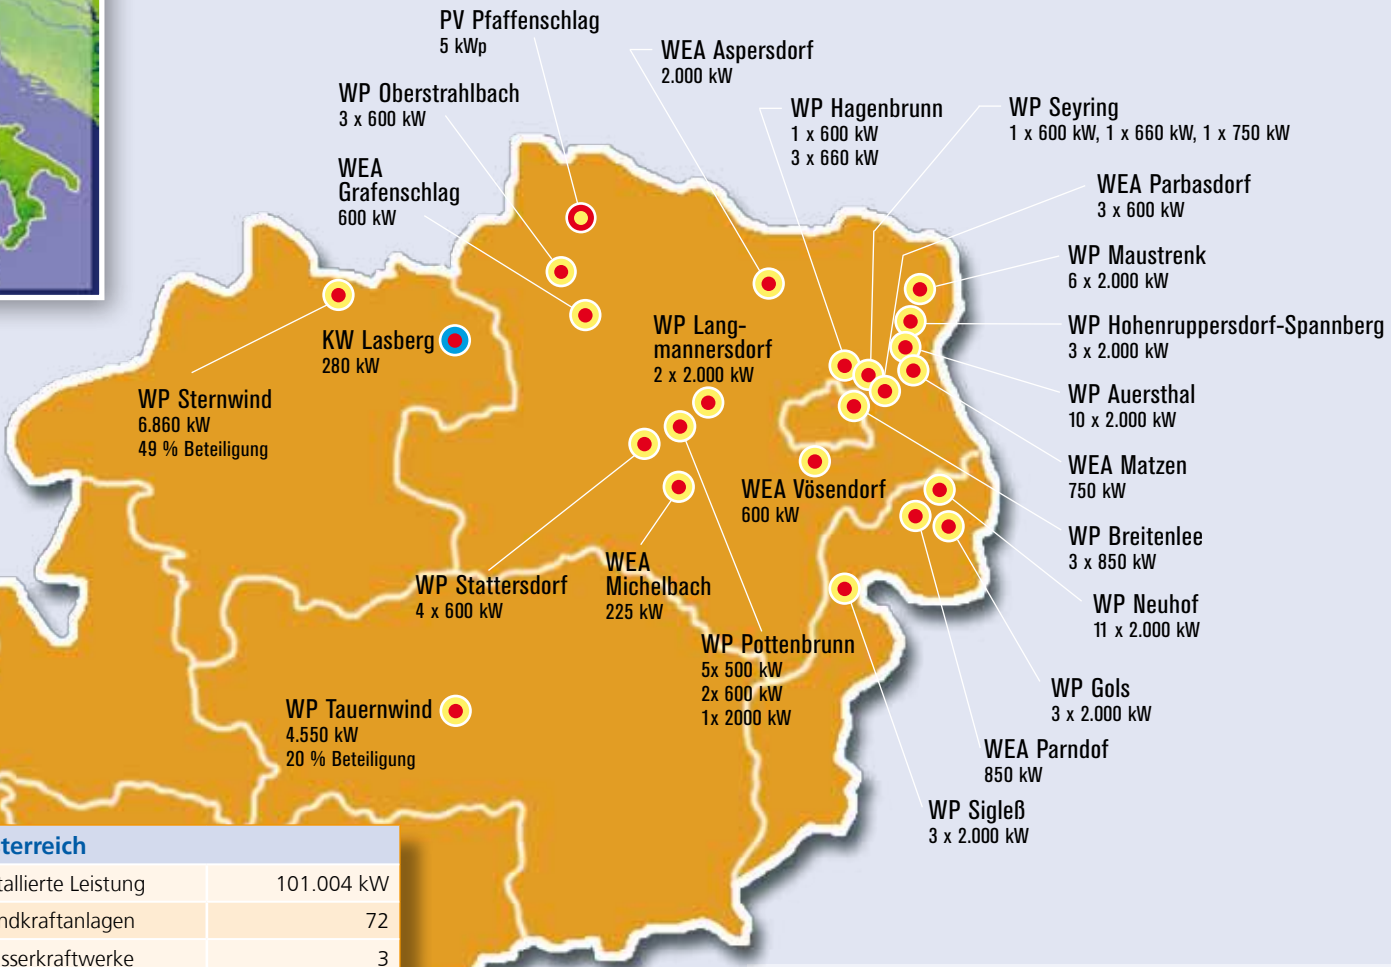 PV Pfaffenschlag
5 kWp
WEA Aspersdorf
2.000 kW
WP Oberstrahlbach
3 x 600 kW
WP Hagenbrunn
1 x 600 kW
3 x 660 kW
WP Seyring
1 x 600 kW, 1 x 660 kW, 1 x 750 kW
WEA
Grafenschlag
600 kW
WEA Parbasdorf
3 x 600 kW
WP Maustrenk
6 x 2.000 kW
WP Hohenruppersdorf-Spannberg
3 x 2.000 kW
KW Lasberg
280 kW
WP Lang-
mannersdorf
2 x 2.000 kW
WP Sternwind
6.860 kW
49 % Beteiligung
WP Auersthal
10 x 2.000 kW
WEA Matzen
750 kW
WEA Vösendorf
600 kW
WP Breitenlee
3 x 850 kW
WP Stattersdorf
4 x 600 kW
WEA
Michelbach
225 kW
WP Neuhof
11 x 2.000 kW
WP Pottenbrunn
5x 500 kW
2x 600 kW
1x 2000 kW
WP Gols
3 x 2.000 kW
WP Tauernwind
4.550 kW
20 % Beteiligung
WEA Parndof
850 kW
WP Sigleß
3 x 2.000 kW
terreich
tallierte Leistung 101.004 kW
ndkraftanlagen 72
sserkraftwerke 3